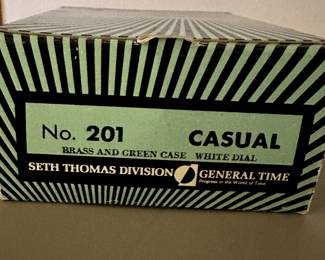 No. 201 CASUAL
BRASS AND GREEN CASE WHITE DIAL
SETH THOMAS DIVISION GENERAL TIME
Progress in the World of Time